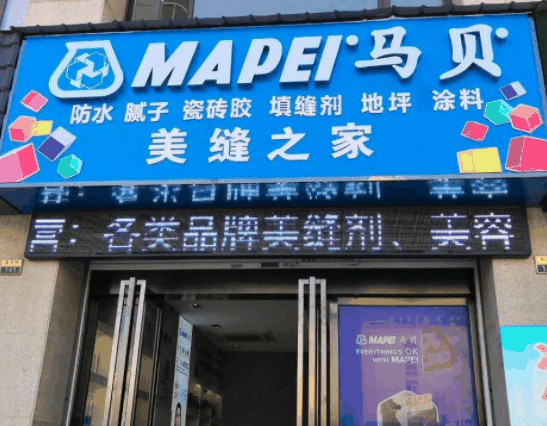 MAPEI 马贝
防水 腻子 瓷砖胶 填缝剂 地坪 涂料
美缝之家
营：各类品牌美缝剂、美容
MAPEI 马贝
EVERYTHING'S OK
WITH MAPEI